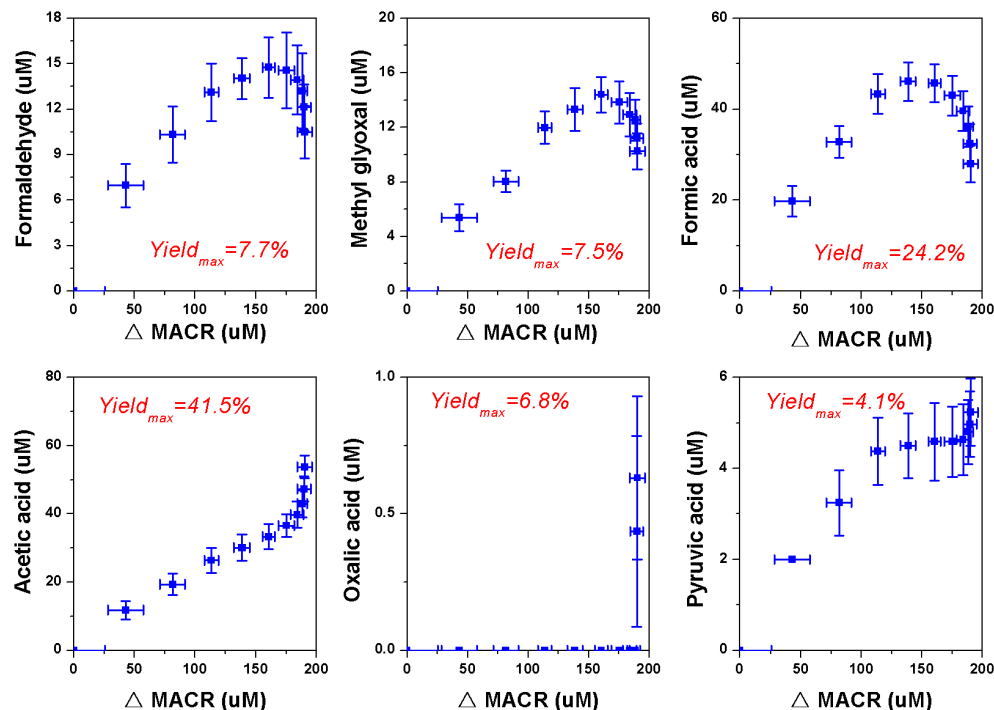 Formaldehyde (uM)
18
15
12
9
6
3
0
Yield_max=7.7%
0 50 100 150 200
△ MACR (uM)
Methyl glyoxal (uM)
20
16
12
8
4
0
Yield_max=7.5%
0 50 100 150 200
△ MACR (uM)
Formic acid (uM)
60
40
20
0
Yield_max=24.2%
0 50 100 150 200
△ MACR (uM)
Acetic acid (uM)
80
60
40
20
0
Yield_max=41.5%
0 50 100 150 200
△ MACR (uM)
Oxalic acid (uM)
1.0
0.5
0.0
Yield_max=6.8%
0 50 100 150 200
△ MACR (uM)
Pyruvic acid (uM)
6
4
2
0
Yield_max=4.1%
0 50 100 150 200
△ MACR (uM)